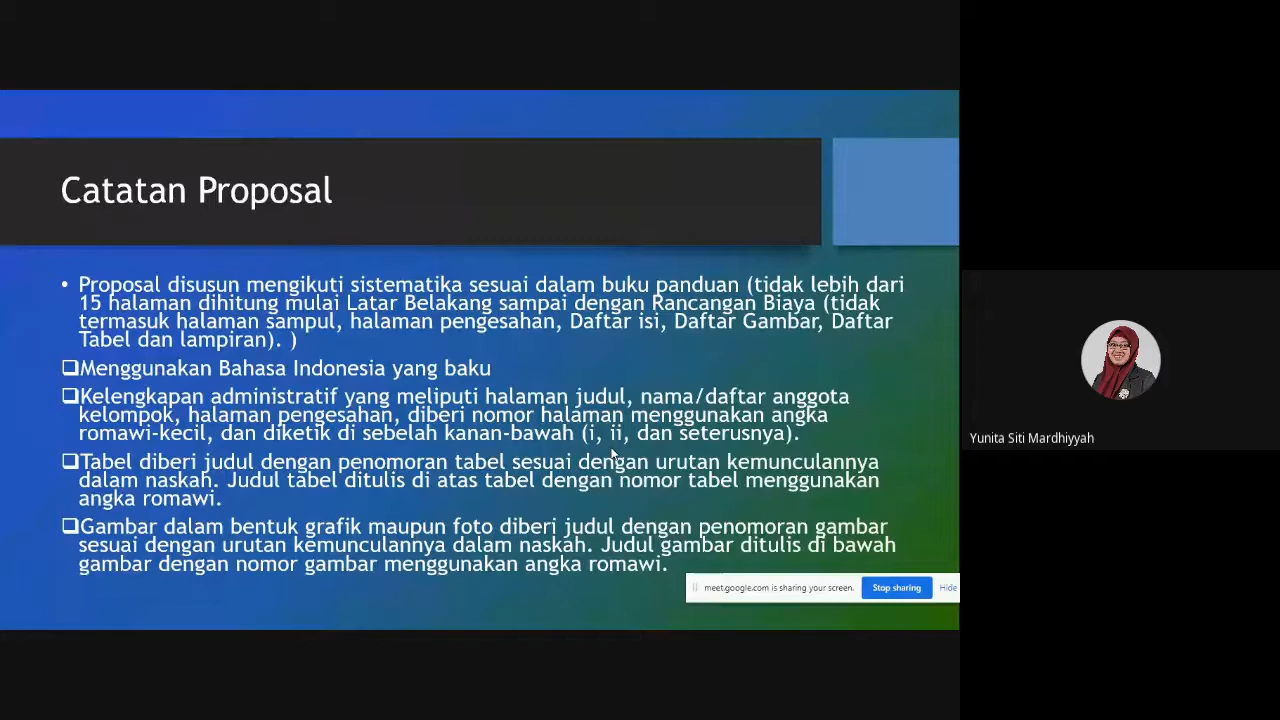 Catatan Proposal
• Proposal disusun mengikuti sistematika sesuai dalam buku panduan (tidak lebih dari
15 halaman dihitung mulai Latar Belakang sampai dengan Rancangan Biaya (tidak
termasuk halaman sampul, halaman pengesahan, Daftar isi, Daftar Gambar, Daftar
Tabel dan lampiran). )
❑Menggunakan Bahasa Indonesia yang baku
❑Kelengkapan administratif yang meliputi halaman judul, nama/daftar anggota
kelompok, halaman pengesahan, diberi nomor halaman menggunakan angka
romawi-kecil, dan diketik di sebelah kanan-bawah (i, ii, dan seterusnya).
❑Tabel diberi judul dengan penomoran tabel sesuai dengan urutan kemunculannya
dalam naskah. Judul tabel ditulis di atas tabel dengan nomor tabel menggunakan
angka romawi.
❑Gambar dalam bentuk grafik maupun foto diberi judul dengan penomoran gambar
sesuai dengan urutan kemunculannya dalam naskah. Judul gambar ditulis di bawah
gambar dengan nomor gambar menggunakan angka romawi.
meet.google.com is sharing your screen. Stop sharing Hide
Yunita Siti Mardhiyyah